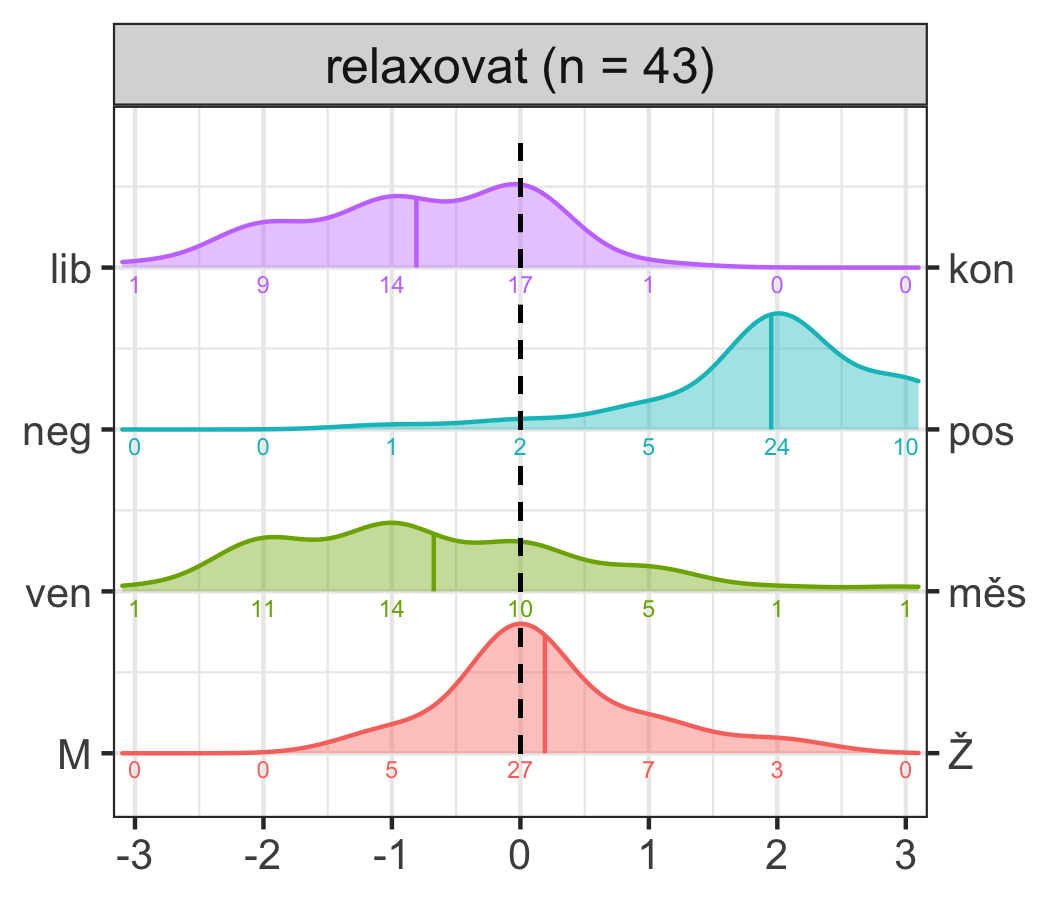 relaxovat (n = 43)
lib kon
1 9 14 17 1 0 0
neg pos
0 0 1 2 5 24 10
ven měs
1 11 14 10 5 1 1
M Ž
0 0 5 27 7 3 0
-3 -2 -1 0 1 2 3